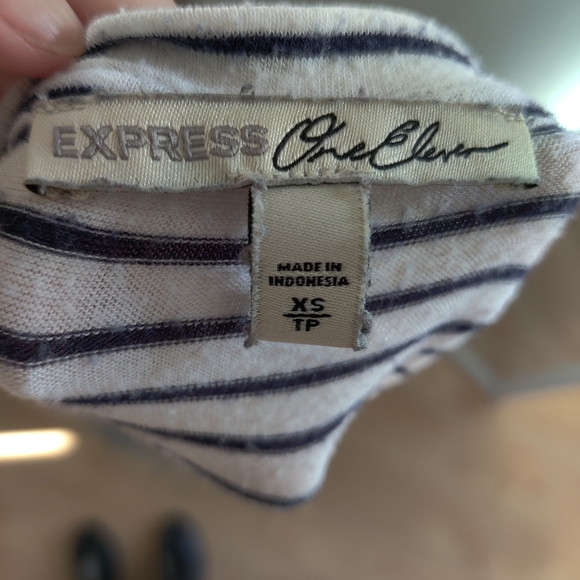 EXPRESS One Eleven
MADE IN
INDONESIA
XS
TP